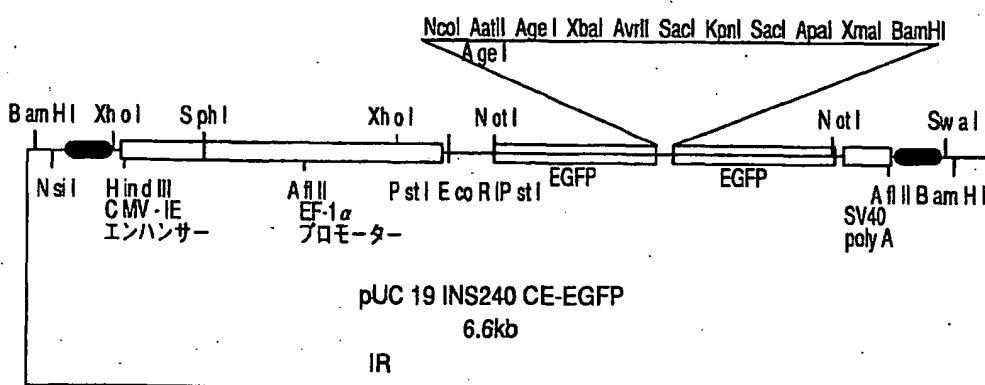 NcoI AatII AgeI XbaI AvrII SacI KpnI SacI ApaI XmaI BamHI
AgeI
BamHI XhoI SphI XhoI NotI NotI SwaI
EGFP EGFP
NsiI HindIII AflII PstI EcoRI PstI AflII BamHI
CMV-IE EF-1α SV40
エンハンサー プロモーター poly A
pUC 19 INS240 CE-EGFP
6.6kb
IR